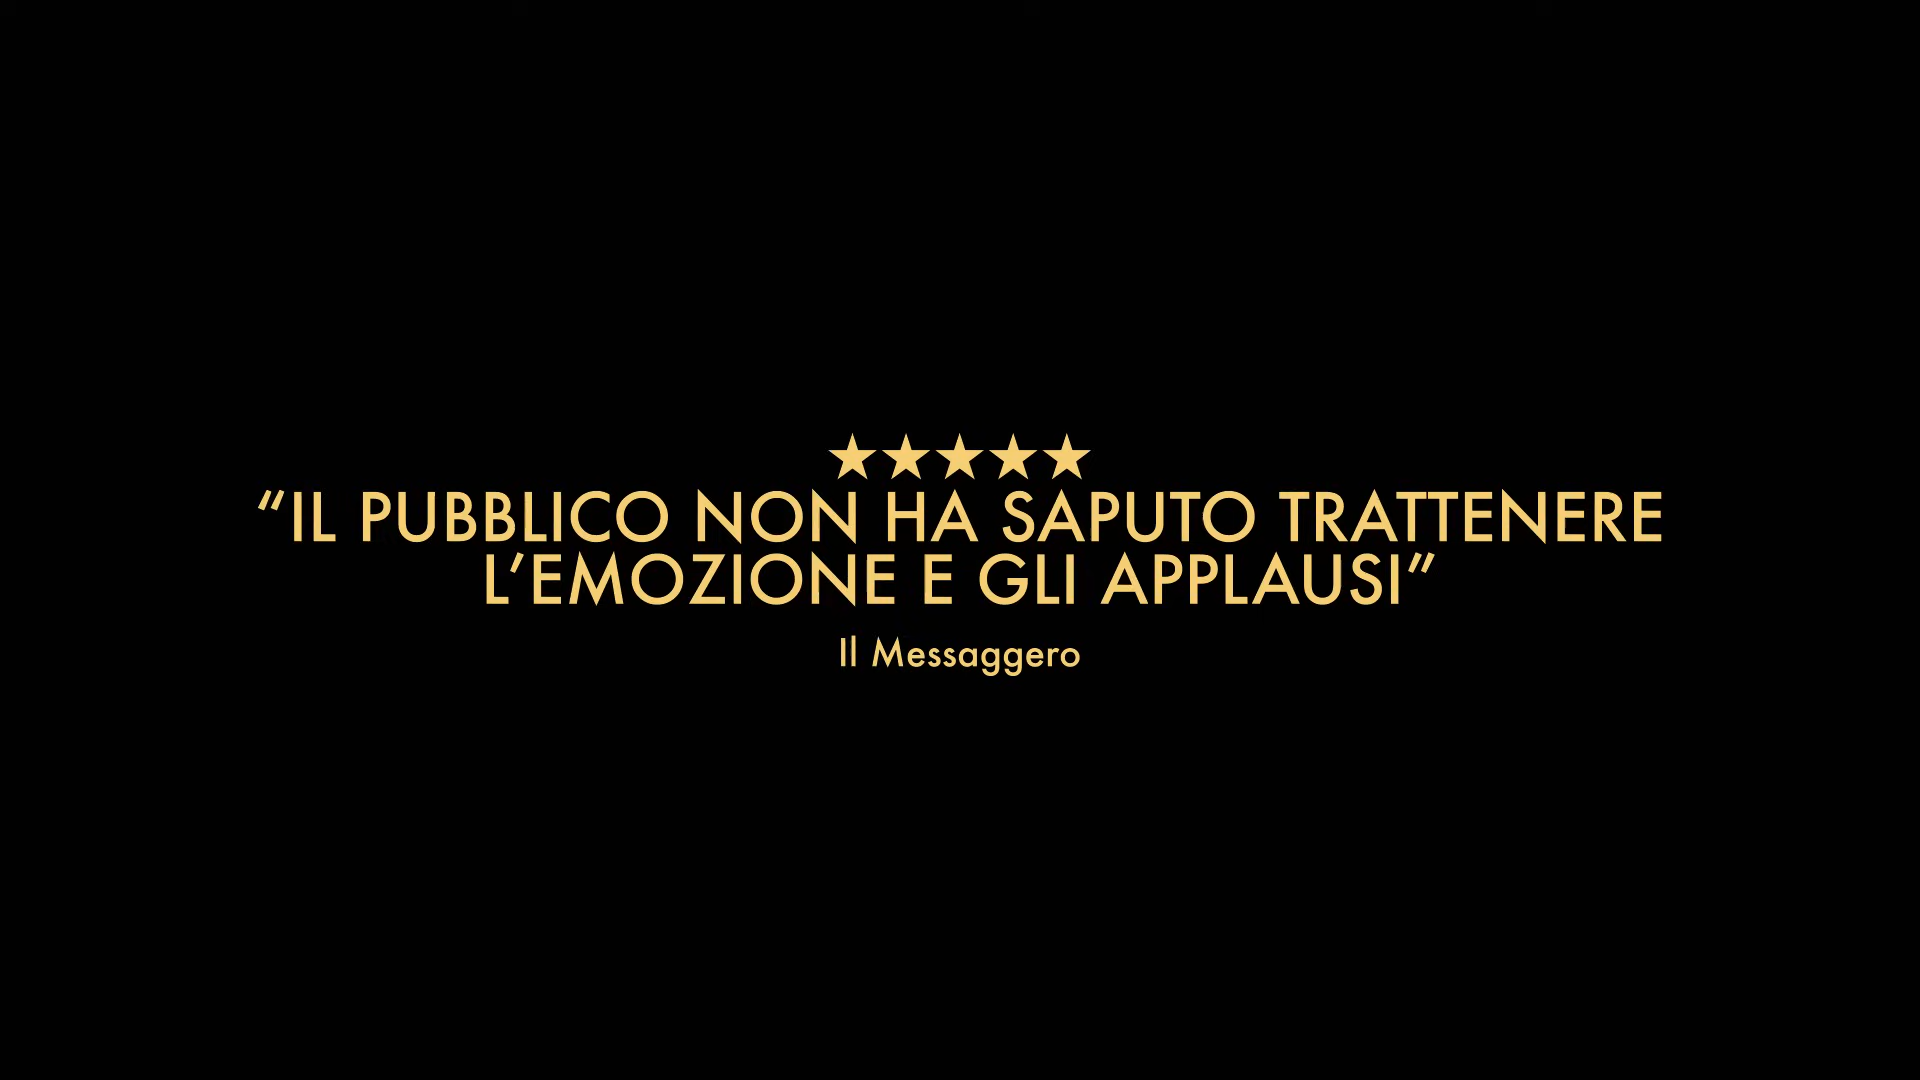 ★★★★★
“IL PUBBLICO NON HA SAPUTO TRATTENERE
L’EMOZIONE E GLI APPLAUSI”
Il Messaggero